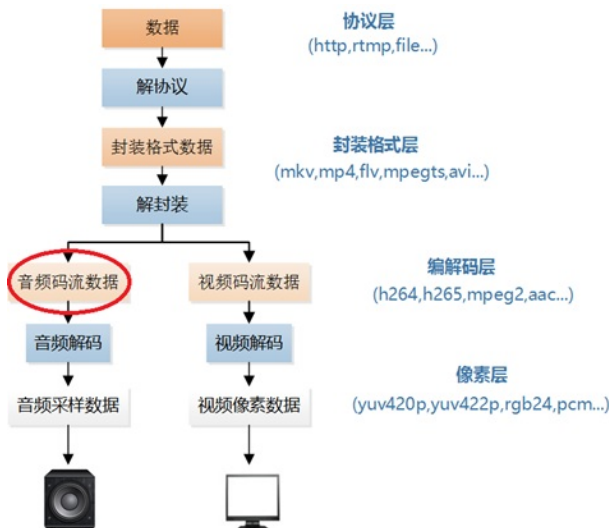 数据
协议层
(http,rtmp,file...)
解协议
封装格式数据
封装格式层
(mkv,mp4,flv,mpegts,avi...)
解封装
音频码流数据
视频码流数据
编解码层
(h264,h265,mpeg2,aac...)
音频解码
视频解码
像素层
(yuv420p,yuv422p,rgb24,pcm...)
音频采样数据
视频像素数据